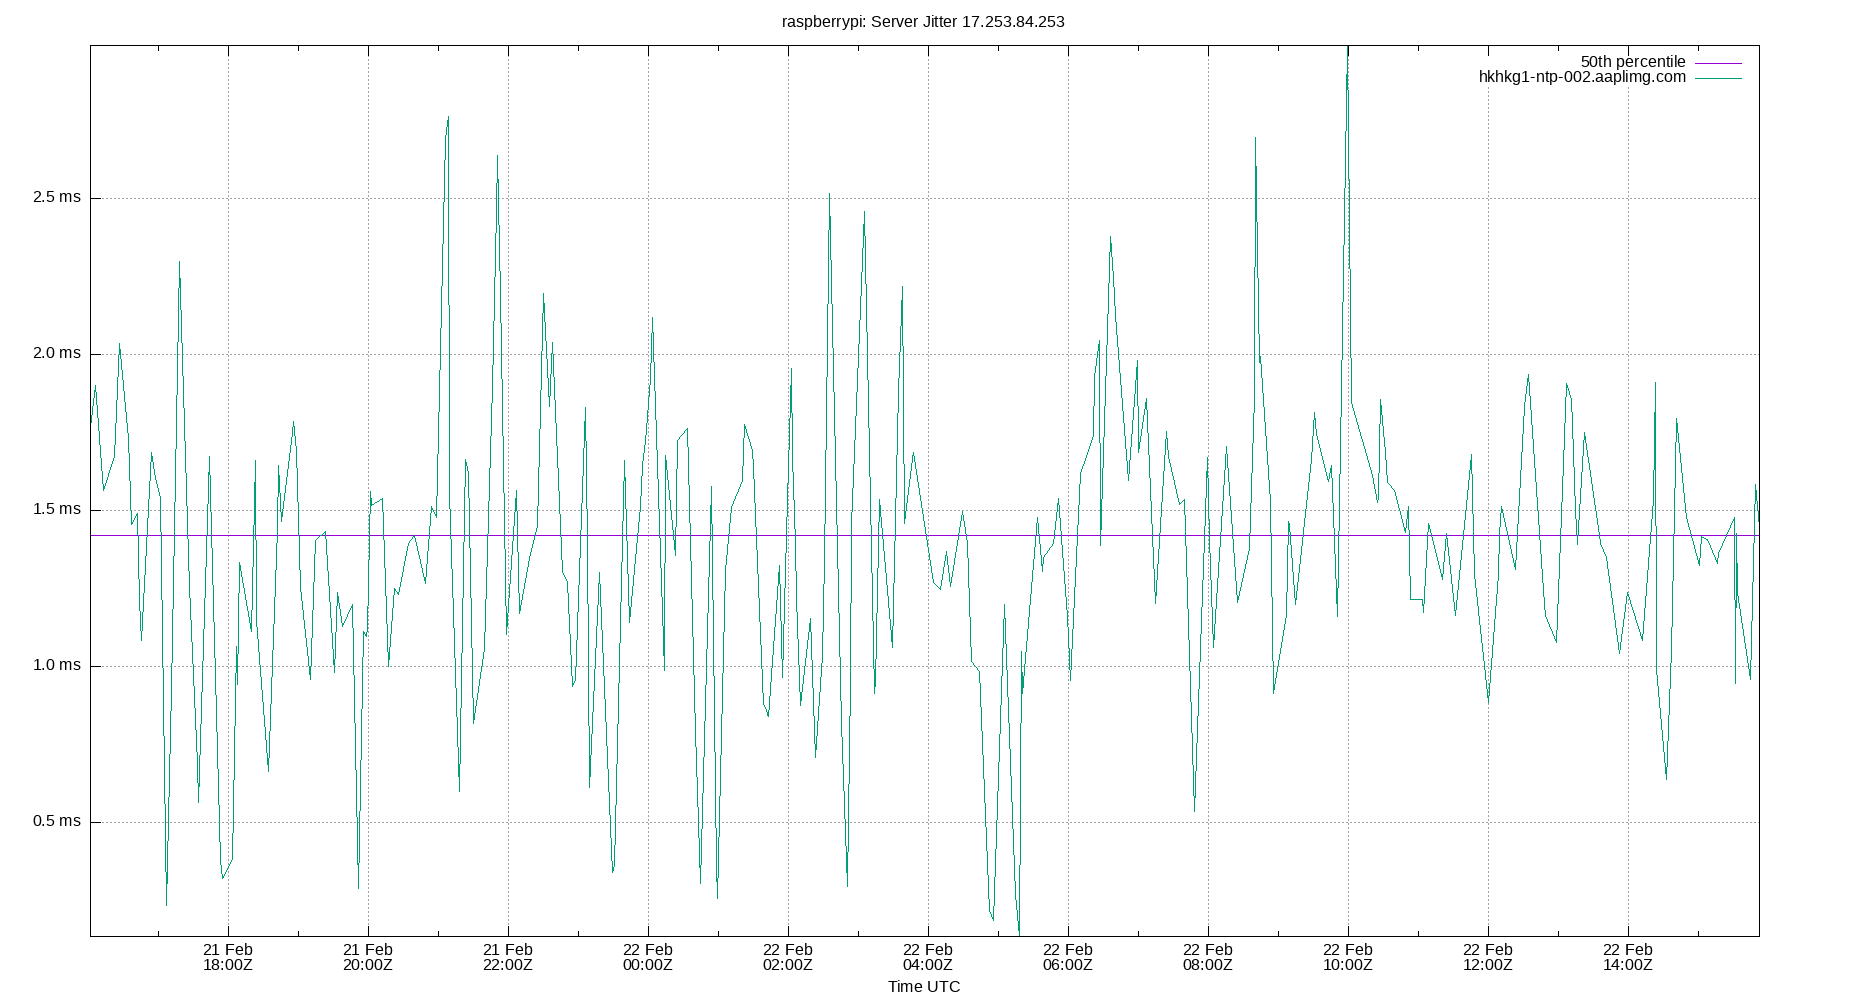 raspberrypi: Server Jitter 17.253.84.253
50th percentile
hkhkg1-ntp-002.aaplimg.com
2.5 ms
2.0 ms
1.5 ms
1.0 ms
0.5 ms
21 Feb 21 Feb 21 Feb 22 Feb 22 Feb 22 Feb 22 Feb 22 Feb 22 Feb 22 Feb 22 Feb
18:00Z 20:00Z 22:00Z 00:00Z 02:00Z 04:00Z 06:00Z 08:00Z 10:00Z 12:00Z 14:00Z
Time UTC